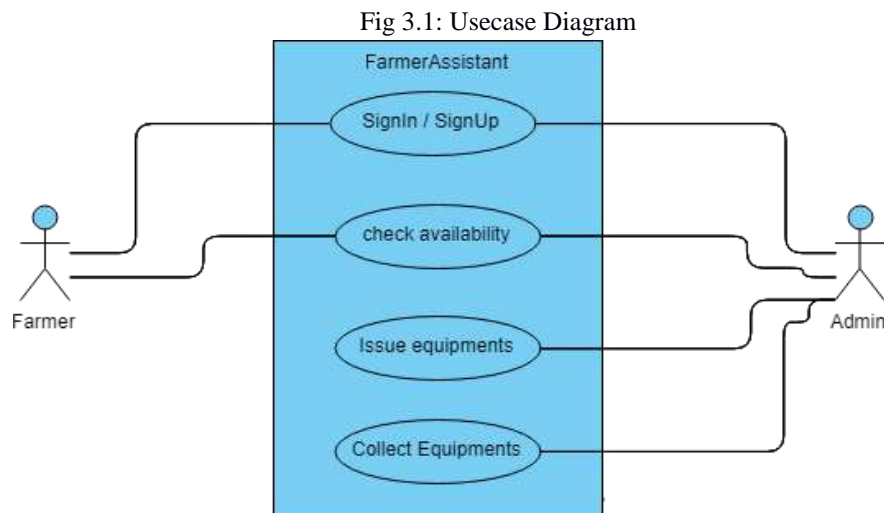 Fig 3.1: Usecase Diagram
FarmerAssistant
SignIn / SignUp
check availability
Farmer
Admin
Issue equipments
Collect Equipments